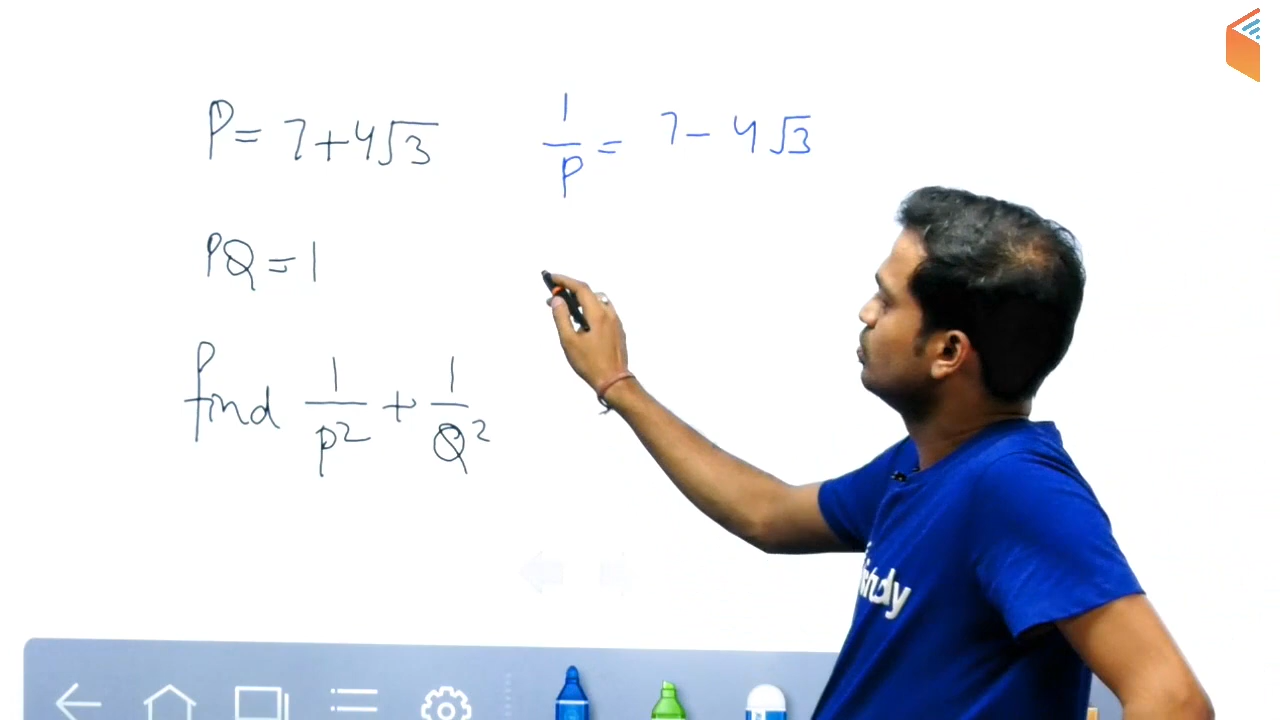 P = 7+4√3
1/P = 7 - 4√3
PQ = 1
find 1/P² + 1/Q²